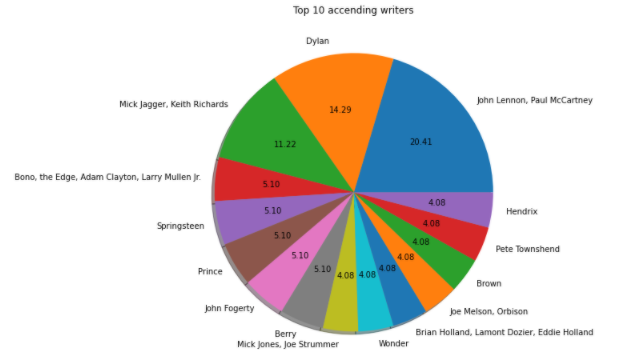 Top 10 accending writers
Dylan
John Lennon, Paul McCartney
Mick Jagger, Keith Richards
14.29
20.41
11.22
Bono, the Edge, Adam Clayton, Larry Mullen Jr.
5.10
4.08
Hendrix
Springsteen
5.10
4.08
Pete Townshend
5.10
4.08
Prince
5.10
4.08
Brown
5.10
4.08
4.08
4.08
John Fogerty
Joe Melson, Orbison
Berry
Brian Holland, Lamont Dozier, Eddie Holland
Mick Jones, Joe Strummer
Wonder